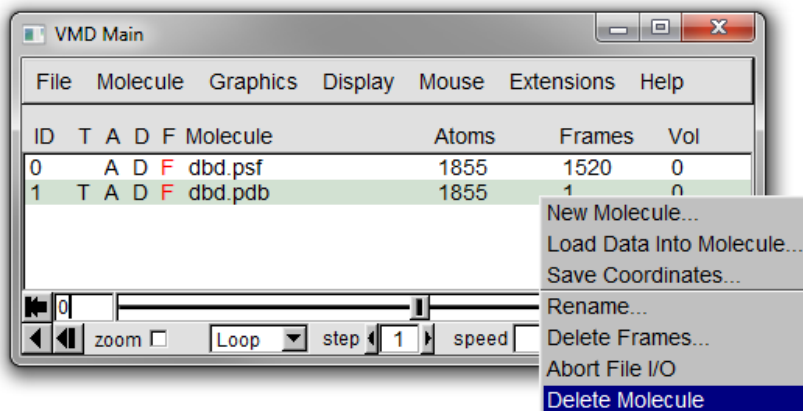 VMD Main
File Molecule Graphics Display Mouse Extensions Help
ID T A D F Molecule Atoms Frames Vol
0 A D F dbd.psf 1855 1520 0
1 T A D F dbd.pdb 1855 1 0
New Molecule...
Load Data Into Molecule...
Save Coordinates...
0
Rename...
zoom Loop step 1 speed
Delete Frames...
Abort File I/O
Delete Molecule